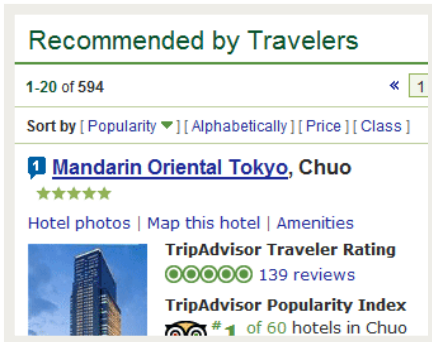 Recommended by Travelers
1-20 of 594 « 1
Sort by [ Popularity ] [ Alphabetically ] [ Price ] [ Class ]
1 Mandarin Oriental Tokyo, Chuo
Hotel photos | Map this hotel | Amenities
TripAdvisor Traveler Rating
139 reviews
TripAdvisor Popularity Index
#1 of 60 hotels in Chuo